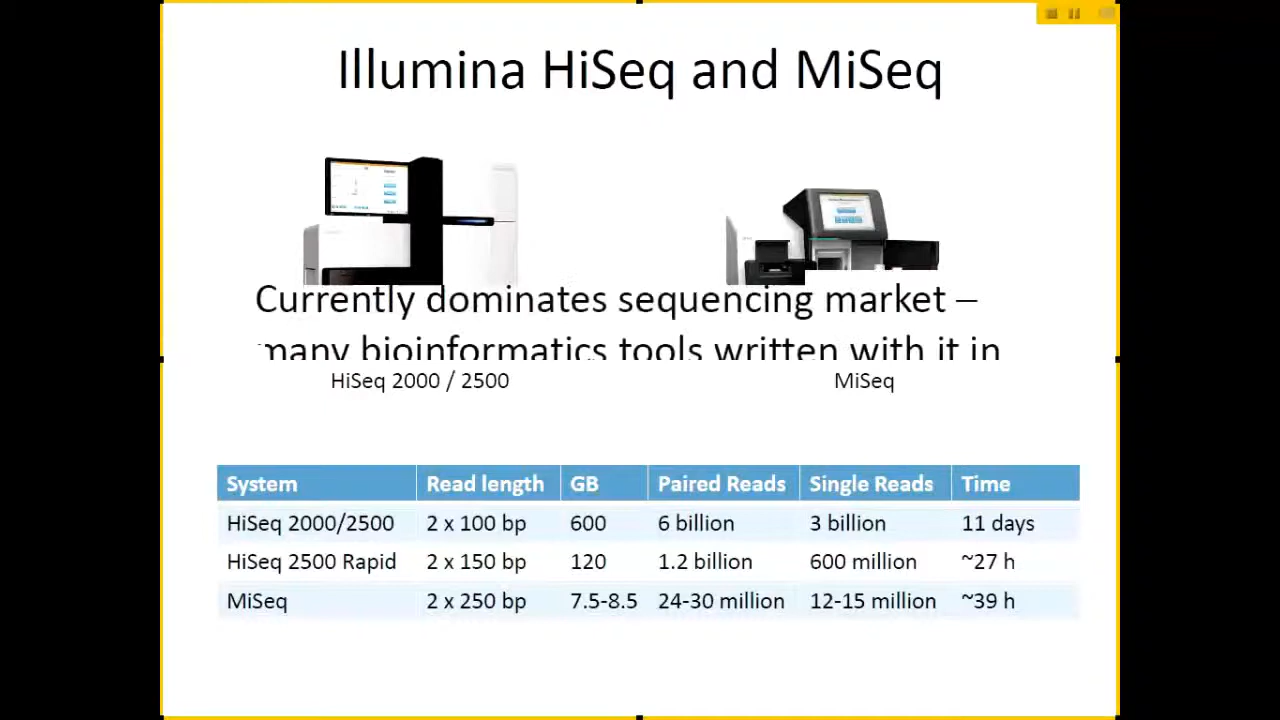 Illumina HiSeq and MiSeq
Currently dominates sequencing market –
many bioinformatics tools written with it in
HiSeq 2000 / 2500
MiSeq
System Read length GB Paired Reads Single Reads Time
HiSeq 2000/2500 2 x 100 bp 600 6 billion 3 billion 11 days
HiSeq 2500 Rapid 2 x 150 bp 120 1.2 billion 600 million ~27 h
MiSeq 2 x 250 bp 7.5-8.5 24-30 million 12-15 million ~39 h